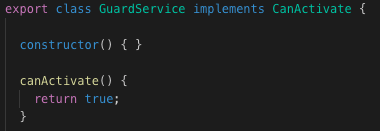 export class GuardService implements CanActivate {
constructor() { }
canActivate() {
return true;
}